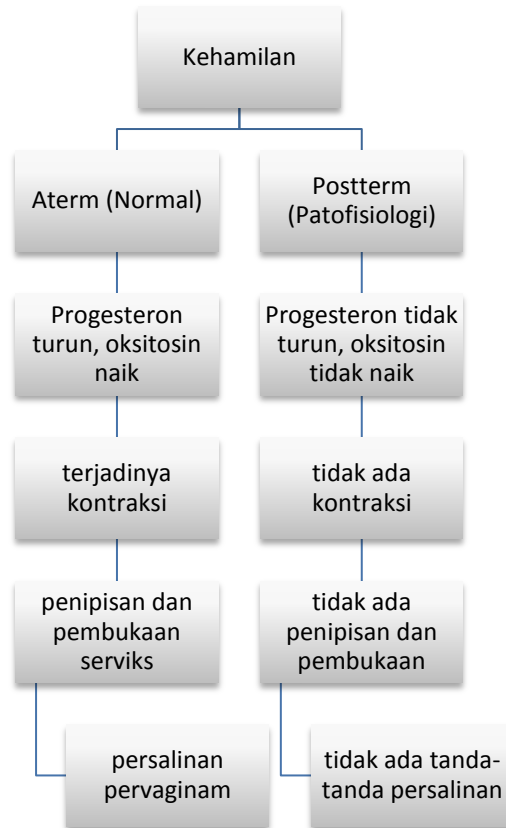 Kehamilan
Aterm (Normal)
Postterm
(Patofisiologi)
Progesteron
turun, oksitosin
naik
Progesteron tidak
turun, oksitosin
tidak naik
terjadinya
kontraksi
tidak ada
kontraksi
penipisan dan
pembukaan
serviks
tidak ada
penipisan dan
pembukaan
persalinan
pervaginam
tidak ada tanda-
tanda persalinan